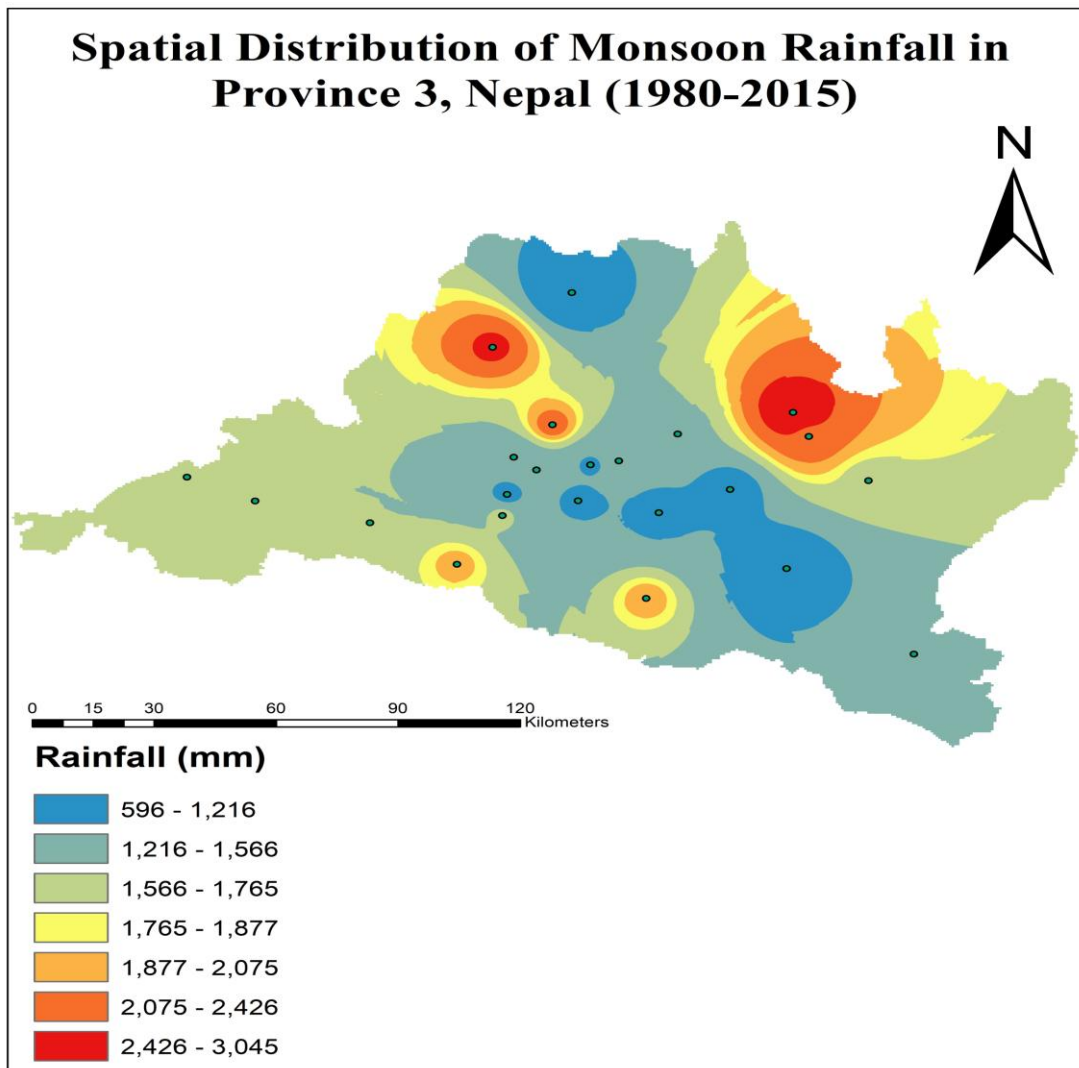 Spatial Distribution of Monsoon Rainfall in
Province 3, Nepal (1980-2015)
N
0 15 30 60 90 120
Kilometers
Rainfall (mm)
596 - 1,216
1,216 - 1,566
1,566 - 1,765
1,765 - 1,877
1,877 - 2,075
2,075 - 2,426
2,426 - 3,045